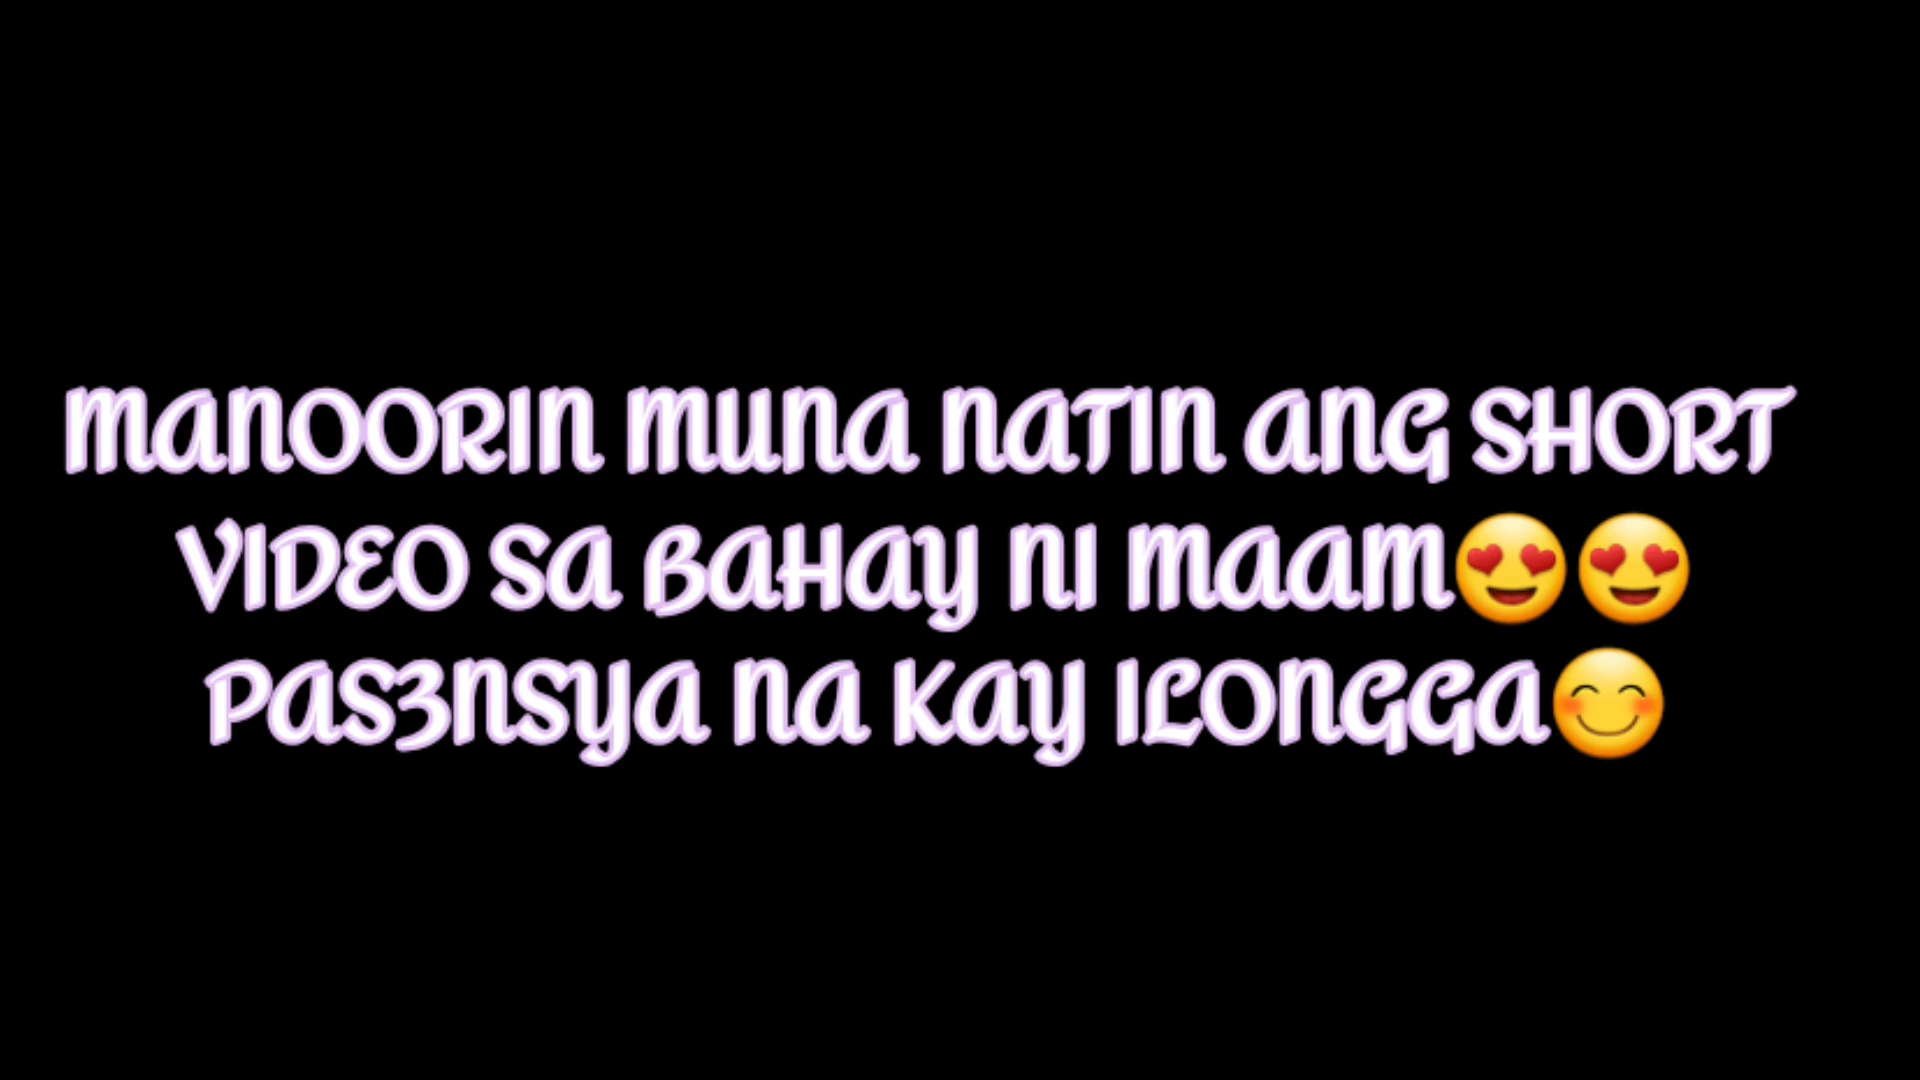 MANOORIN MUNA NATIN ANG SHORT
VIDEO SA BAHAY NI MAAM😍😍
PAS3NSYA NA KAY ILONGGA😊